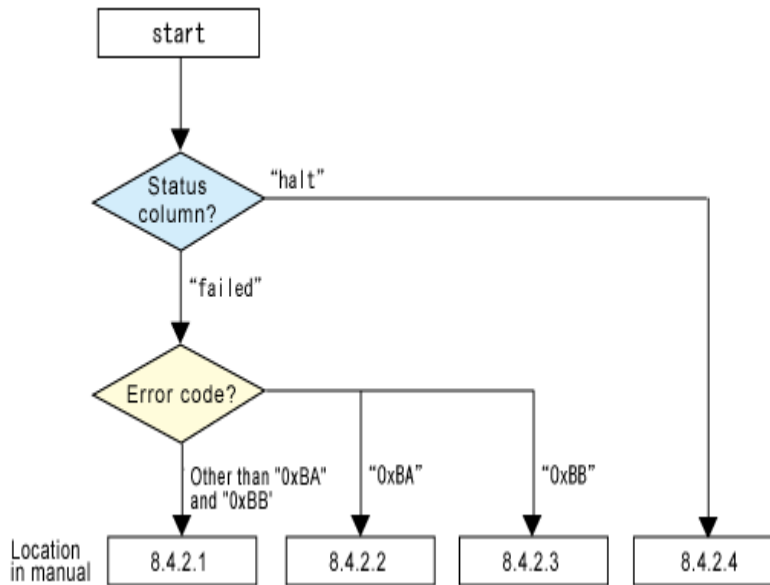 start
Status
column?
“halt”
“failed”
Error code?
Other than "0xBA"
and "0xBB'
“0xBA”
“0xBB”
Location
in manual
8.4.2.1
8.4.2.2
8.4.2.3
8.4.2.4